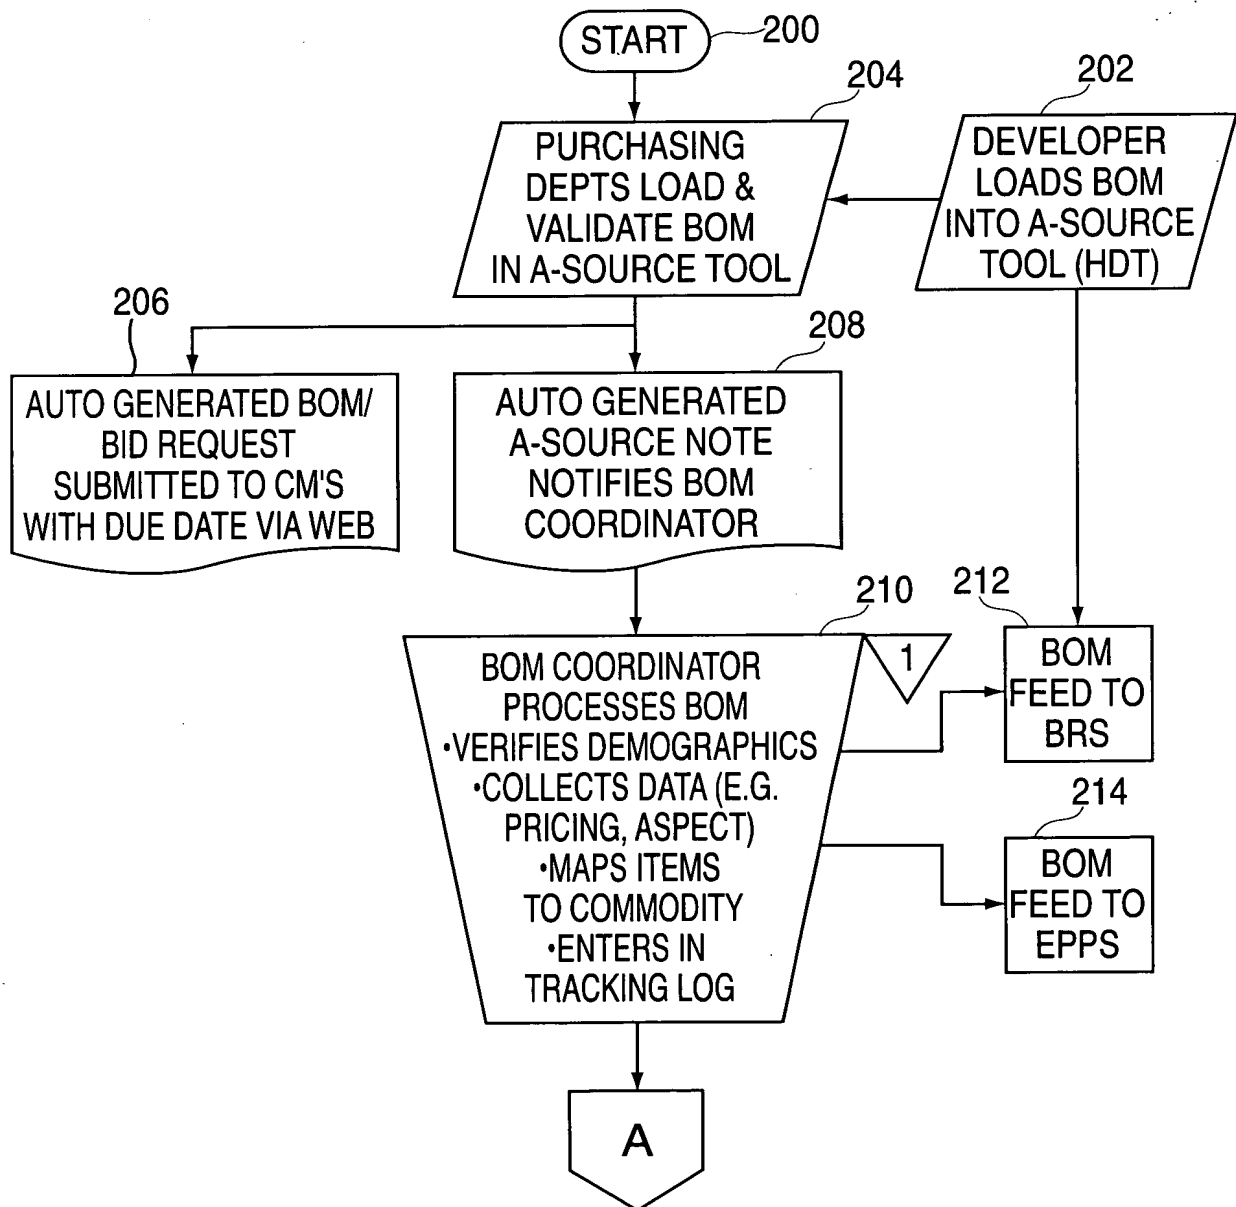 START
200
204
202
PURCHASING
DEPTS LOAD &
VALIDATE BOM
IN A-SOURCE TOOL
DEVELOPER
LOADS BOM
INTO A-SOURCE
TOOL (HDT)
206
208
AUTO GENERATED BOM/
BID REQUEST
SUBMITTED TO CM'S
WITH DUE DATE VIA WEB
AUTO GENERATED
A-SOURCE NOTE
NOTIFIES BOM
COORDINATOR
210
1
212
BOM COORDINATOR
PROCESSES BOM
•VERIFIES DEMOGRAPHICS
•COLLECTS DATA (E.G.
PRICING, ASPECT)
•MAPS ITEMS
TO COMMODITY
•ENTERS IN
TRACKING LOG
BOM
FEED TO
BRS
214
BOM
FEED TO
EPPS
A